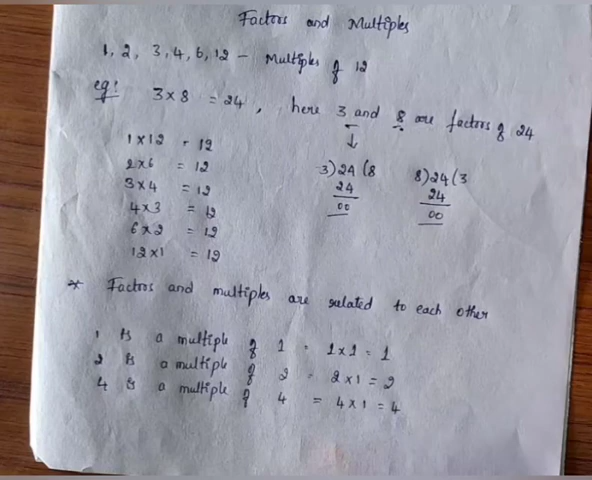 Factors and Multiples
1, 2, 3, 4, 6, 12 - Multiples of 12
eg: 3 x 8 = 24, here 3 and 8 are factors of 24
1 x 12 = 12
2 x 6 = 12
3 x 4 = 12
4 x 3 = 12
6 x 2 = 12
12 x 1 = 12
↓
3)24(8
24
00
8)24(3
24
00
* Factors and multiples are related to each other
1 is a multiple of 1 = 1 x 1 = 1
2 is a multiple of 2 = 2 x 1 = 2
4 is a multiple of 4 = 4 x 1 = 4